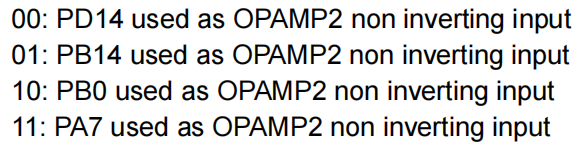 00: PD14 used as OPAMP2 non inverting input
01: PB14 used as OPAMP2 non inverting input
10: PB0 used as OPAMP2 non inverting input
11: PA7 used as OPAMP2 non inverting input